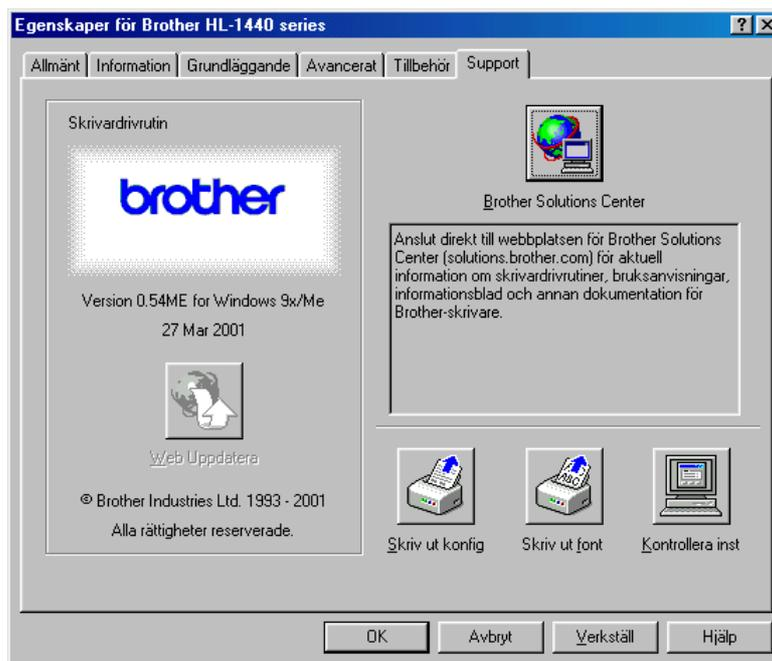 Egenskaper för Brother HL-1440 series
Allmänt Information Grundläggande Avancerat Tillbehör Support
Skrivardrivrutin
brother
Version 0.54ME for Windows 9x/Me
27 Mar 2001
Web Uppdatera
© Brother Industries Ltd. 1993 - 2001
Alla rättigheter reserverade.
Brother Solutions Center
Anslut direkt till webbplatsen för Brother Solutions
Center (solutions.brother.com) för aktuell
information om skrivardrivrutiner, bruksanvisningar,
informationsblad och annan dokumentation för
Brother-skrivare.
Skriv ut konfig Skriv ut font Kontrollera inst
OK Avbryt Verkställ Hjälp